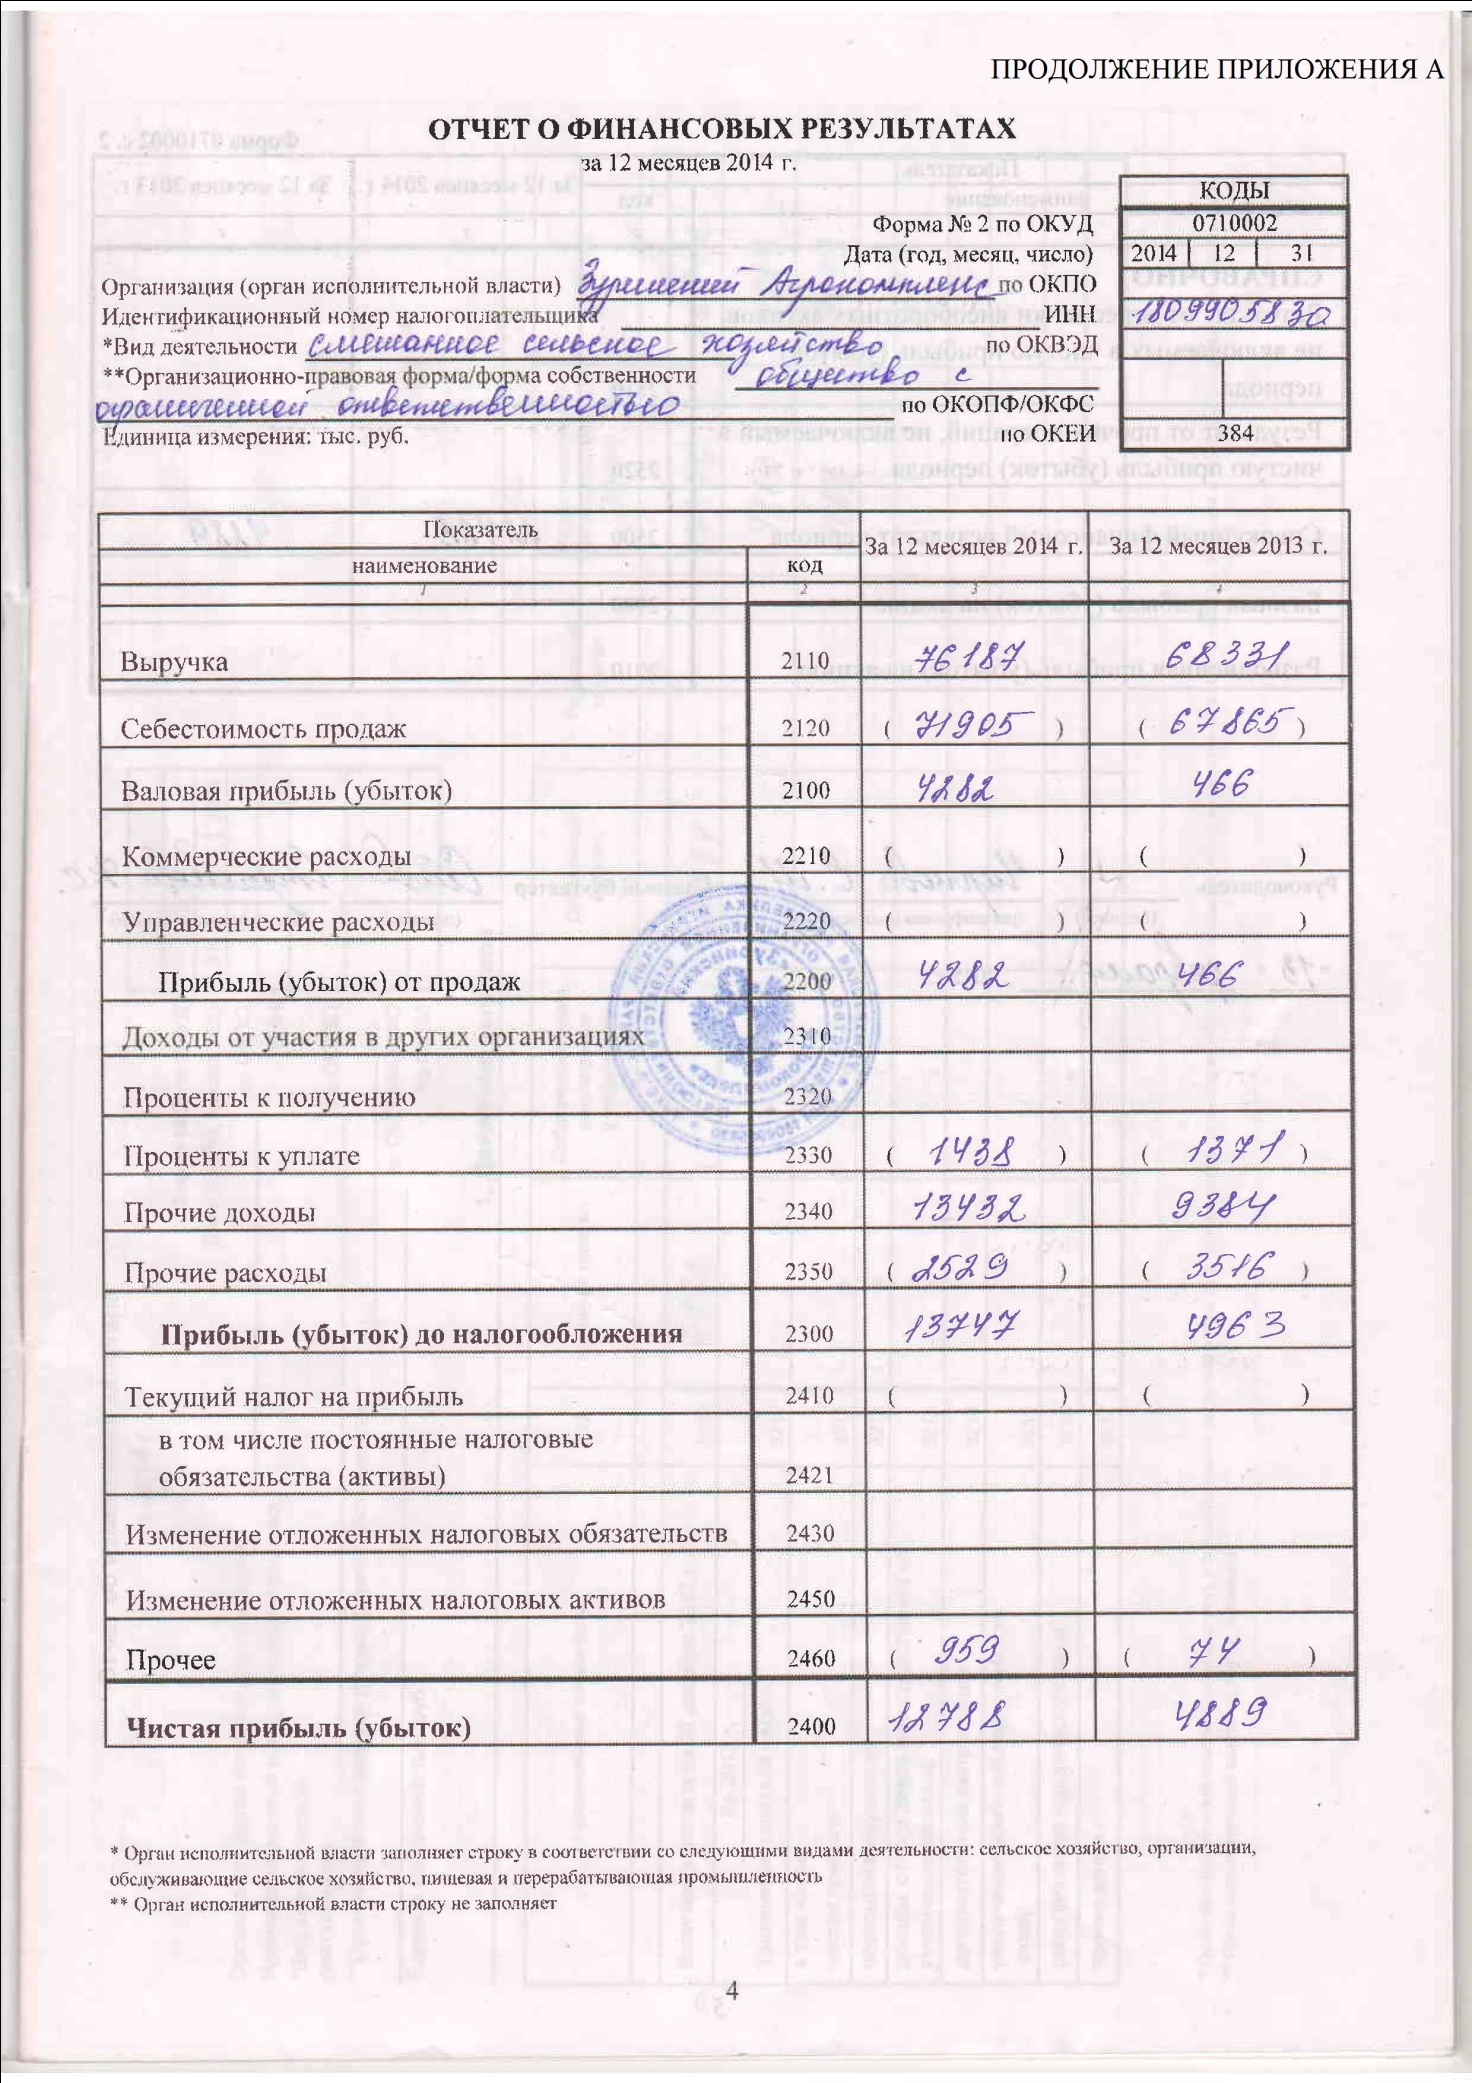 ПРОДОЛЖЕНИЕ ПРИЛОЖЕНИЯ А
ОТЧЕТ О ФИНАНСОВЫХ РЕЗУЛЬТАТАХ
за 12 месяцев 2014 г.
КОДЫ
Форма № 2 по ОКУД 0710002
Дата (год, месяц, число) 2014 12 31
Организация (орган исполнительной власти) Зуринский Агрокомплекс по ОКПО
Идентификационный номер налогоплательщика ИНН 1809905830
*Вид деятельности смешанное сельское хозяйство по ОКВЭД
**Организационно-правовая форма/форма собственности общество с
ограниченной ответственностью по ОКОПФ/ОКФС
Единица измерения: тыс. руб. по ОКЕИ 384
Показатель За 12 месяцев 2014 г. За 12 месяцев 2013 г.
наименование код
1 2 3 4
Выручка 2110 76187 68331
Себестоимость продаж 2120 ( 71905 ) ( 67865 )
Валовая прибыль (убыток) 2100 4282 466
Коммерческие расходы 2210 ( ) ( )
Управленческие расходы 2220 ( ) ( )
Прибыль (убыток) от продаж 2200 4282 466
Доходы от участия в других организациях 2310
Проценты к получению 2320
Проценты к уплате 2330 ( 1438 ) ( 1371 )
Прочие доходы 2340 13432 9384
Прочие расходы 2350 ( 2529 ) ( 3516 )
Прибыль (убыток) до налогообложения 2300 13747 4963
Текущий налог на прибыль 2410 ( ) ( )
в том числе постоянные налоговые
обязательства (активы) 2421
Изменение отложенных налоговых обязательств 2430
Изменение отложенных налоговых активов 2450
Прочее 2460 ( 959 ) ( 74 )
Чистая прибыль (убыток) 2400 12788 4889
* Орган исполнительной власти заполняет строку в соответствии со следующими видами деятельности: сельское хозяйство, организации,
обслуживающие сельское хозяйство, пищевая и перерабатывающая промышленность
** Орган исполнительной власти строку не заполняет
4